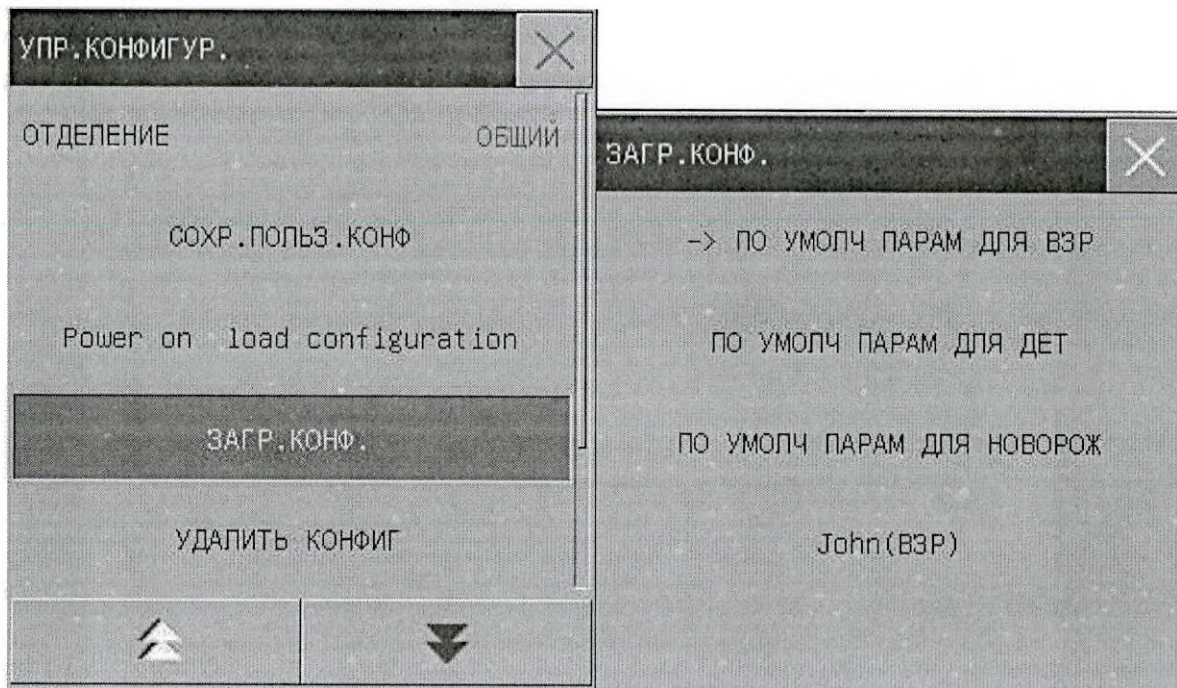 УПР.КОНФИГУР.
ОТДЕЛЕНИЕ ОБЩИЙ
СОХР.ПОЛЬЗ.КОНФ
Power on load configuration
ЗАГР.КОНФ.
УДАЛИТЬ КОНФИГ
ЗАГР.КОНФ.
-> ПО УМОЛЧ ПАРАМ ДЛЯ ВЗР
ПО УМОЛЧ ПАРАМ ДЛЯ ДЕТ
ПО УМОЛЧ ПАРАМ ДЛЯ НОВОРОЖ
John(ВЗР)